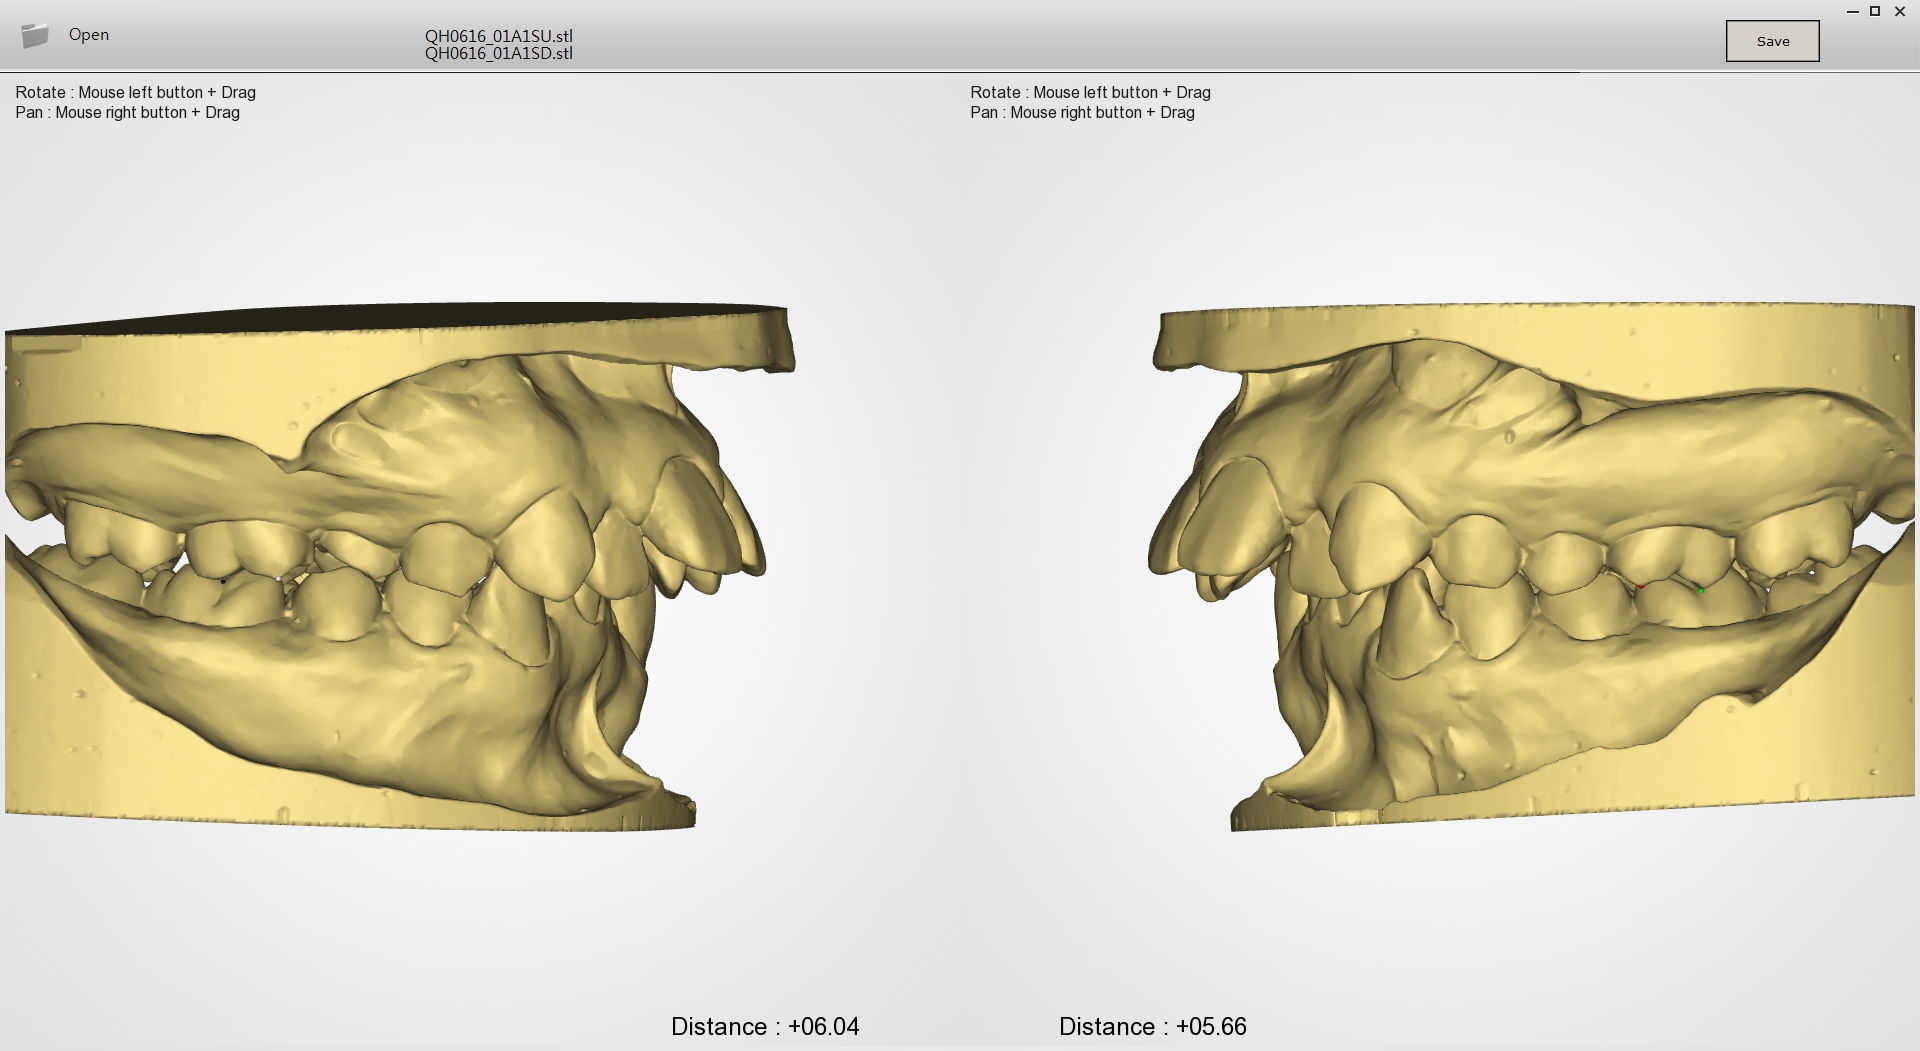 Open
QH0616_01A1SU.stl
QH0616_01A1SD.stl
Save
Rotate : Mouse left button + Drag
Pan : Mouse right button + Drag
Rotate : Mouse left button + Drag
Pan : Mouse right button + Drag
Distance : +06.04
Distance : +05.66